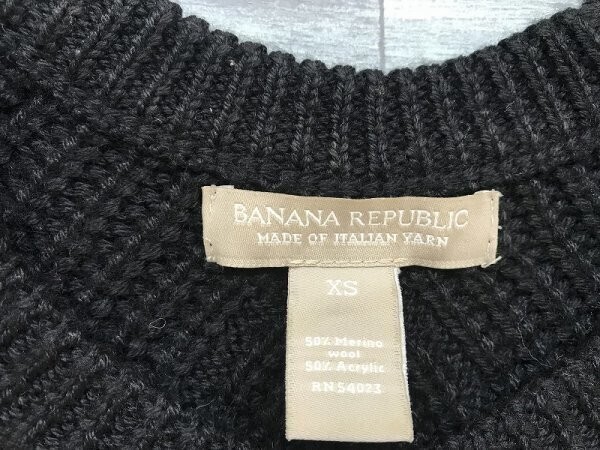 BANANA REPUBLIC
MADE OF ITALIAN YARN
XS
50% Merino
wool
50% Acrylic
RN 54023